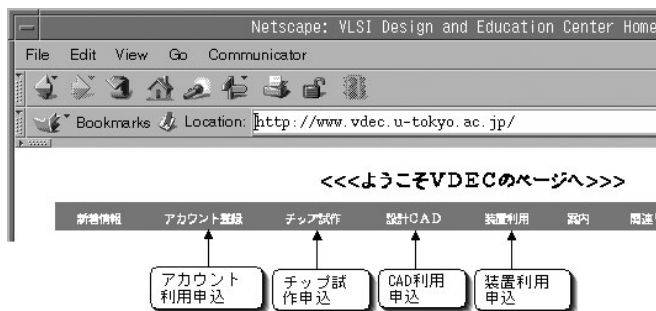 Netscape: VLSI Design and Education Center Home
File Edit View Go Communicator
Bookmarks Location: http://www.vdec.u-tokyo.ac.jp/
<<<ようこそVDECのページへ>>>
新着情報 アカウント登録 チップ試作 設計CAD 装置利用 案内 関連
アカウント
利用申込
チップ試
作申込
CAD利用
申込
装置利用
申込